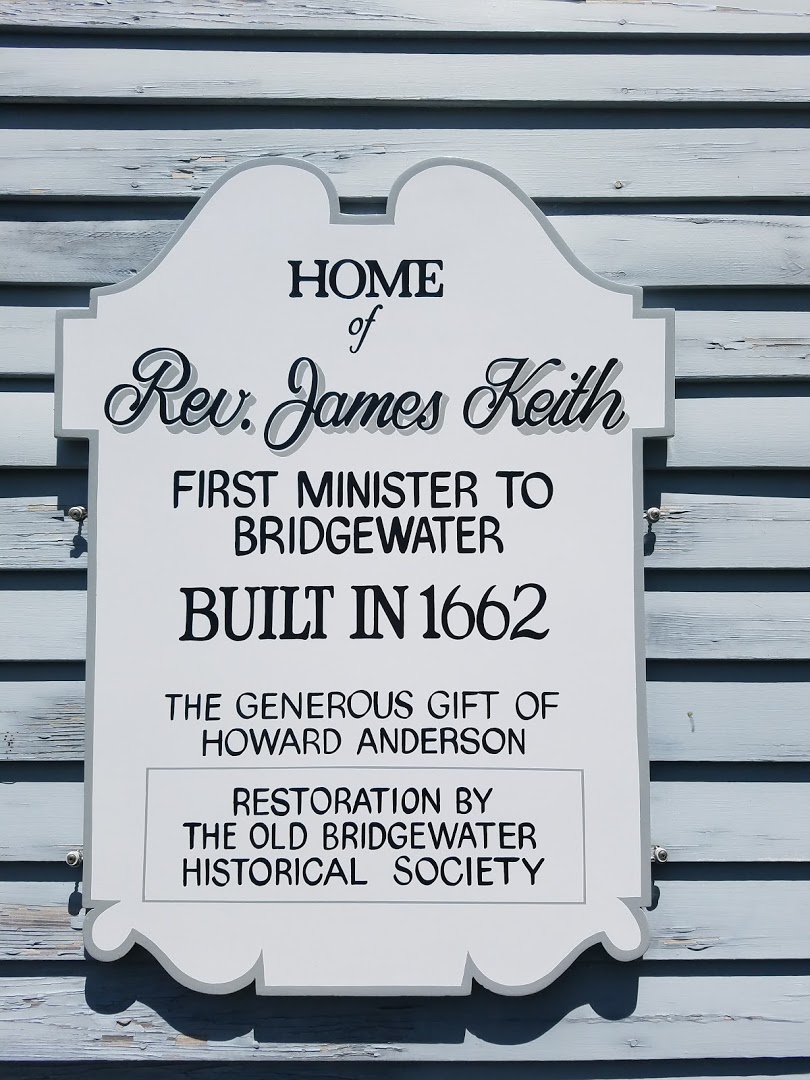 HOME
of
Rev. James Keith
FIRST MINISTER TO
BRIDGEWATER
BUILT IN 1662
THE GENEROUS GIFT OF
HOWARD ANDERSON
RESTORATION BY
THE OLD BRIDGEWATER
HISTORICAL SOCIETY